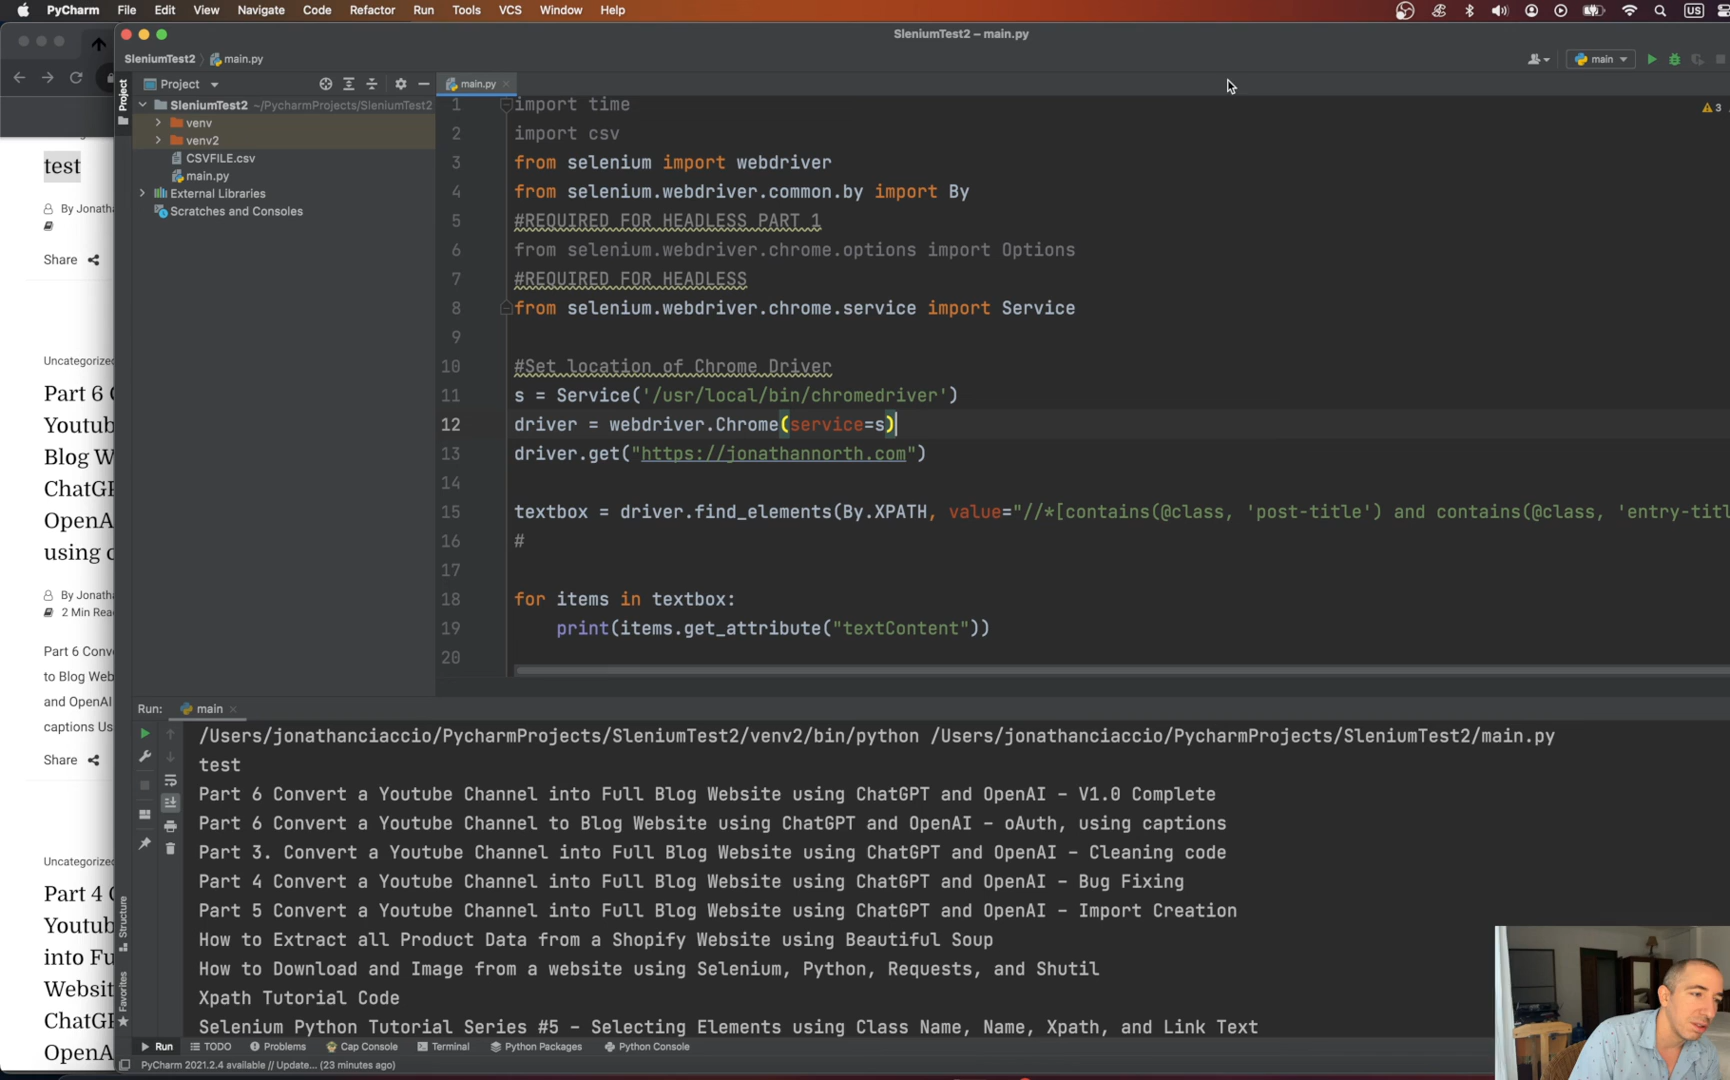 PyCharm File Edit View Navigate Code Refactor Run Tools VCS Window Help
US
SleniumTest2 – main.py
SleniumTest2 main.py
main
Project
Project
SleniumTest2 ~/PycharmProjects/SleniumTest2
venv
venv2
CSVFILE.csv
main.py
External Libraries
Scratches and Consoles
main.py
3
1 import time
2 import csv
3 from selenium import webdriver
4 from selenium.webdriver.common.by import By
5 #REQUIRED FOR HEADLESS PART 1
6 from selenium.webdriver.chrome.options import Options
7 #REQUIRED FOR HEADLESS
8 from selenium.webdriver.chrome.service import Service
9
10 #Set location of Chrome Driver
11 s = Service('/usr/local/bin/chromedriver')
12 driver = webdriver.Chrome(service=s)
13 driver.get("https://jonathannorth.com")
14
15 textbox = driver.find_elements(By.XPATH, value="//*[contains(@class, 'post-title') and contains(@class, 'entry-titl
16 #
17
18 for items in textbox:
19 print(items.get_attribute("textContent"))
20
test
By Jonath
Share
Uncategorized
Part 6 C
Youtub
Blog W
ChatGP
OpenA
using c
By Jonath
2 Min Rea
Part 6 Conv
to Blog Web
and OpenAI
captions Us
Share
Uncategorized
Part 4 C
Youtub
into Fu
Websit
ChatGP
OpenA
Run: main
/Users/jonathanciaccio/PycharmProjects/SleniumTest2/venv2/bin/python /Users/jonathanciaccio/PycharmProjects/SleniumTest2/main.py
test
Part 6 Convert a Youtube Channel into Full Blog Website using ChatGPT and OpenAI – V1.0 Complete
Part 6 Convert a Youtube Channel to Blog Website using ChatGPT and OpenAI – oAuth, using captions
Part 3. Convert a Youtube Channel into Full Blog Website using ChatGPT and OpenAI – Cleaning code
Part 4 Convert a Youtube Channel into Full Blog Website using ChatGPT and OpenAI – Bug Fixing
Part 5 Convert a Youtube Channel into Full Blog Website using ChatGPT and OpenAI – Import Creation
How to Extract all Product Data from a Shopify Website using Beautiful Soup
How to Download and Image from a website using Selenium, Python, Requests, and Shutil
Xpath Tutorial Code
Selenium Python Tutorial Series #5 – Selecting Elements using Class Name, Name, Xpath, and Link Text
Structure
Favorites
Run TODO Problems Cap Console Terminal Python Packages Python Console
PyCharm 2021.2.4 available // Update... (23 minutes ago)